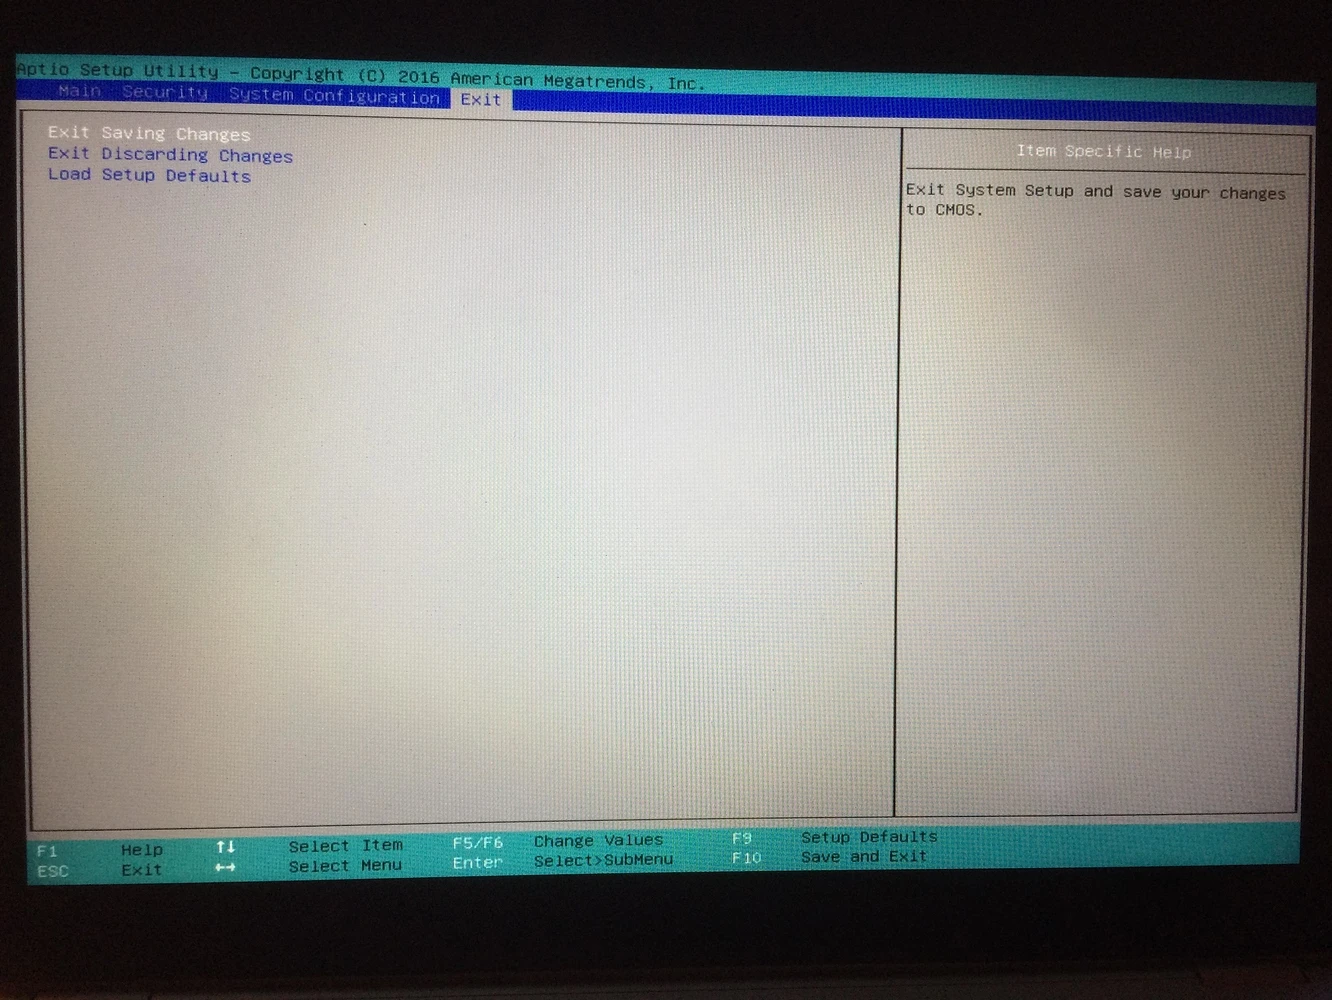 Aptio Setup Utility - Copyright (C) 2016 American Megatrends, Inc.
Main Security System Configuration Exit
Exit Saving Changes
Exit Discarding Changes
Load Setup Defaults
Item Specific Help
Exit System Setup and save your changes
to CMOS.
F1 Help ↑↓ Select Item F5/F6 Change Values F9 Setup Defaults
ESC Exit ↔ Select Menu Enter Select>SubMenu F10 Save and Exit